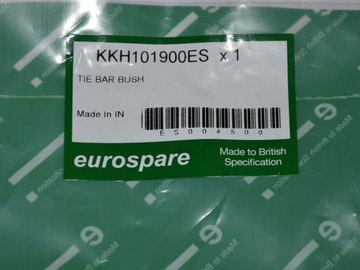 KKH101900ES x 1
TIE BAR BUSH
Made In IN
ES004500
eurospare
Made to British
Specification